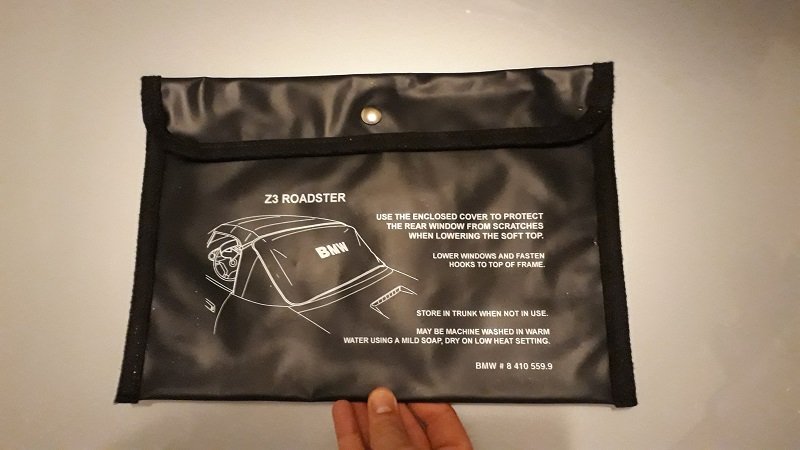 Z3 ROADSTER
BMW
USE THE ENCLOSED COVER TO PROTECT
THE REAR WINDOW FROM SCRATCHES
WHEN LOWERING THE SOFT TOP.
LOWER WINDOWS AND FASTEN
HOOKS TO TOP OF FRAME.
STORE IN TRUNK WHEN NOT IN USE.
MAY BE MACHINE WASHED IN WARM
WATER USING A MILD SOAP, DRY ON LOW HEAT SETTING.
BMW # 8 410 559.9